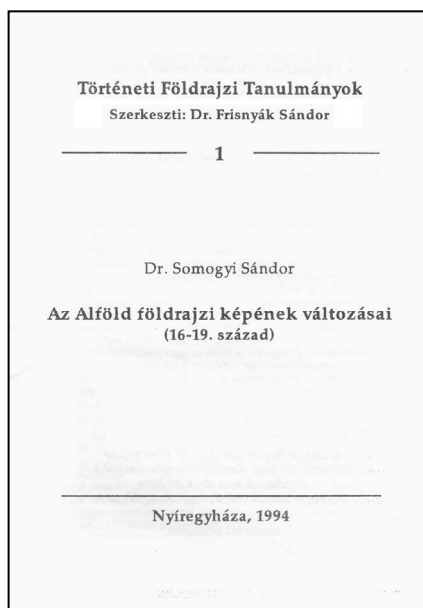 Történeti Földrajzi Tanulmányok
Szerkeszti: Dr. Frisnyák Sándor
1
Dr. Somogyi Sándor
Az Alföld földrajzi képének változásai
(16-19. század)
Nyíregyháza, 1994